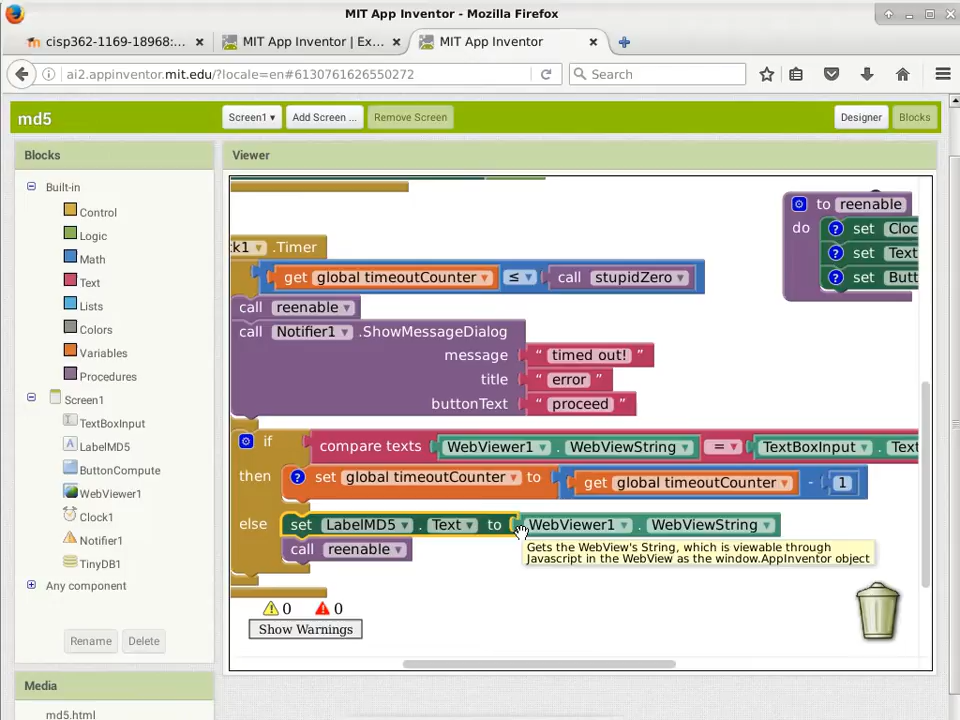 MIT App Inventor - Mozilla Firefox
cisp362-1169-18968:...
MIT App Inventor | Ex...
MIT App Inventor
ai2.appinventor.mit.edu/?locale=en#6130761626550272
Search
md5
Screen1 ▾
Add Screen ...
Remove Screen
Designer
Blocks
Blocks
Viewer
Built-in
Control
Logic
Math
Text
Lists
Colors
Variables
Procedures
Screen1
TextBoxInput
LabelMD5
ButtonCompute
WebViewer1
Clock1
Notifier1
TinyDB1
Any component
Rename
Delete
Media
md5.html
to reenable
do set Cloc
set Text
set Butt
ck1 .Timer
get global timeoutCounter ≤ call stupidZero
call reenable
call Notifier1 .ShowMessageDialog
message “ timed out! ”
title “ error ”
buttonText “ proceed ”
if compare texts WebViewer1 . WebViewString = TextBoxInput . Text
then ? set global timeoutCounter to get global timeoutCounter - 1
else set LabelMD5 . Text to WebViewer1 . WebViewString
Gets the WebView's String, which is viewable through
Javascript in the WebView as the window.AppInventor object
call reenable
0 0
Show Warnings